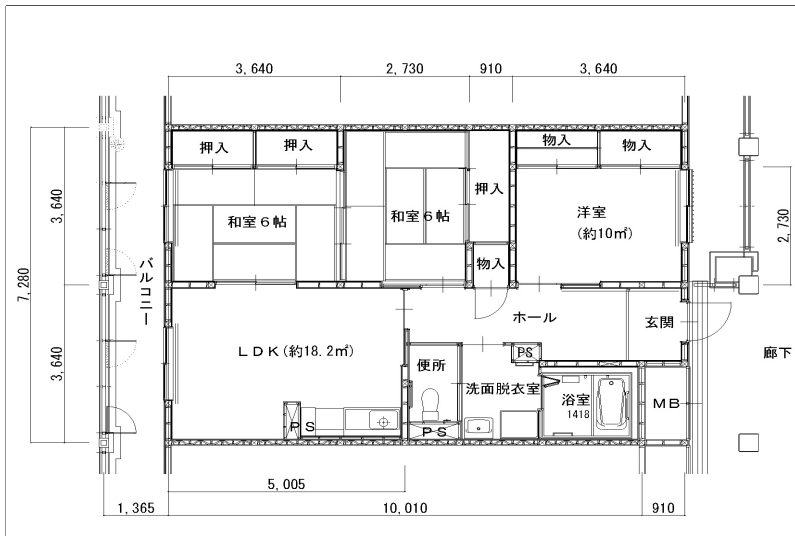 3,640
2,730
910
3,640
押入
押入
和室６帖
和室６帖
押入
物入
物入
物入
洋室
(約10㎡)
3,640
7,280
3,640
2,730
バルコニー
ＬＤＫ(約18.2㎡)
ホール
玄関
廊下
便所
PS
洗面脱衣室
浴室
1418
ＭＢ
ＰＳ
ＰＳ
5,005
1,365
10,010
910